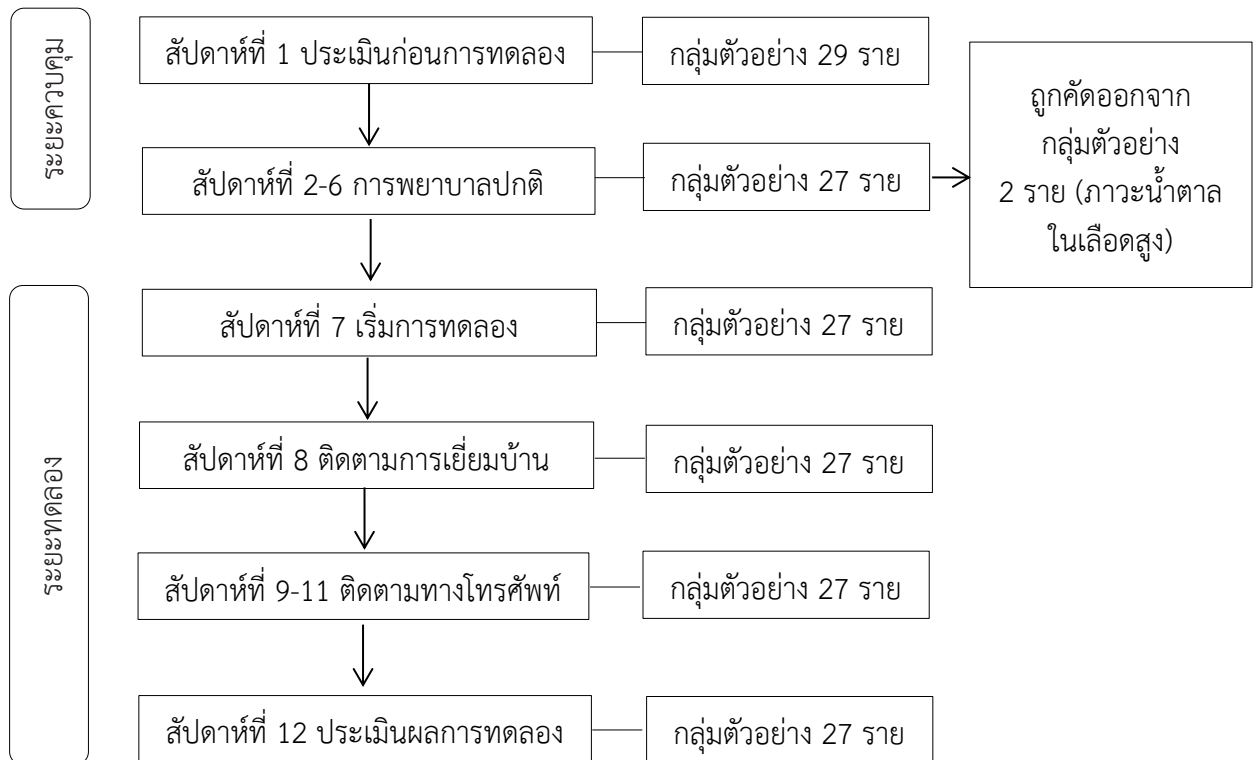 ระยะควบคุม
สัปดาห์ที่ 1 ประเมินก่อนการทดลอง
กลุ่มตัวอย่าง 29 ราย
สัปดาห์ที่ 2-6 การพยาบาลปกติ
กลุ่มตัวอย่าง 27 ราย
ถูกคัดออกจาก
กลุ่มตัวอย่าง
2 ราย (ภาวะน้ำตาล
ในเลือดสูง)
ระยะทดลอง
สัปดาห์ที่ 7 เริ่มการทดลอง
กลุ่มตัวอย่าง 27 ราย
สัปดาห์ที่ 8 ติดตามการเยี่ยมบ้าน
กลุ่มตัวอย่าง 27 ราย
สัปดาห์ที่ 9-11 ติดตามทางโทรศัพท์
กลุ่มตัวอย่าง 27 ราย
สัปดาห์ที่ 12 ประเมินผลการทดลอง
กลุ่มตัวอย่าง 27 ราย